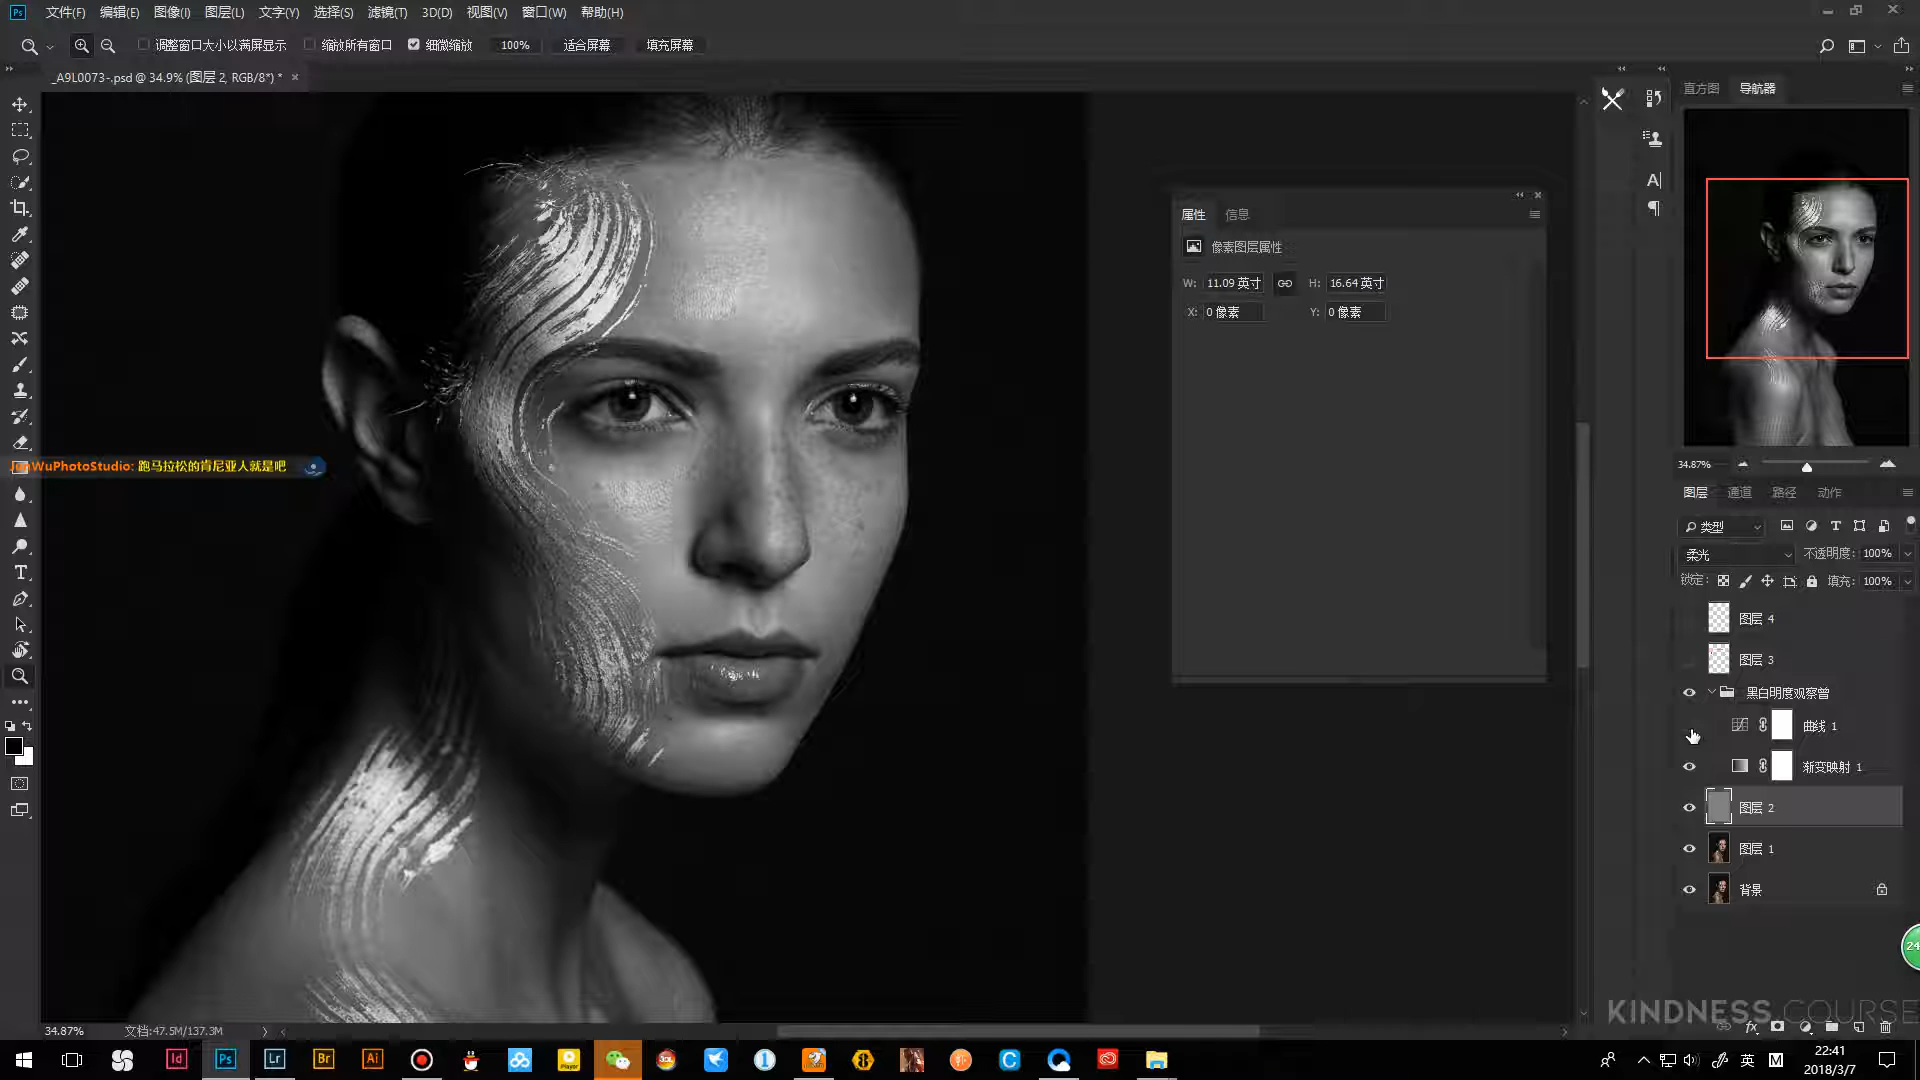 Ps 文件(F) 编辑(E) 图像(I) 图层(L) 文字(Y) 选择(S) 滤镜(T) 3D(D) 视图(V) 窗口(W) 帮助(H)
调整窗口大小以满屏显示 缩放所有窗口 细微缩放 100% 适合屏幕 填充屏幕
_A9L0073-.psd @ 34.9% (图层 2, RGB/8*) * ×
直方图 导航器
属性 信息
像素图层属性
W: 11.09 英寸 H: 16.64 英寸
X: 0 像素 Y: 0 像素
JunWuPhotoStudio: 跑马拉松的肯尼亚人就是吧
34.87%
图层 通道 路径 动作
类型
柔光 不透明度: 100%
锁定: 填充: 100%
图层 4
图层 3
黑白明度观察曾
曲线 1
渐变映射 1
图层 2
图层 1
背景
24
KINDNESS COURSE
34.87% 文档:47.5M/137.3M
Id Ps Lr Br Ai
英 M
22:41
2018/3/7